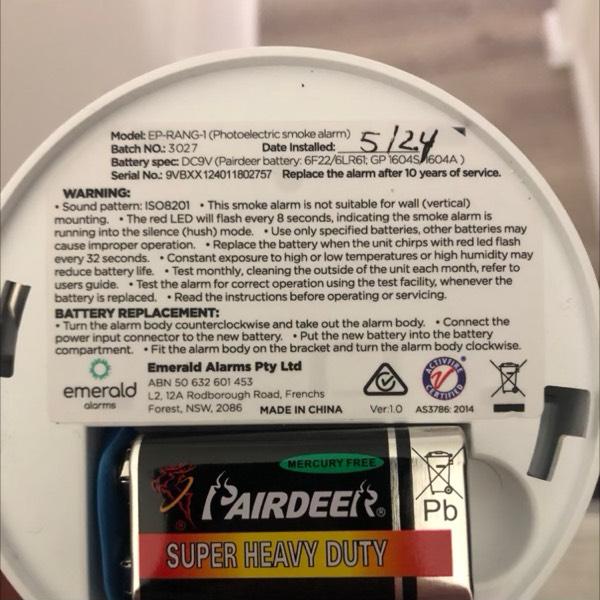 Model: EP-RANG-1 (Photoelectric smoke alarm)
Batch NO.: 3027 Date Installed: 5/24
Battery spec: DC9V (Pairdeer battery: 6F22/6LR61; GP 1604S, 1604A )
Serial No.: 9VBXX124011802757 Replace the alarm after 10 years of service.
WARNING:
• Sound pattern: ISO8201 • This smoke alarm is not suitable for wall (vertical)
mounting. • The red LED will flash every 8 seconds, indicating the smoke alarm is
running into the silence (hush) mode. • Use only specified batteries, other batteries may
cause improper operation. • Replace the battery when the unit chirps with red led flash
every 32 seconds. • Constant exposure to high or low temperatures or high humidity may
reduce battery life. • Test monthly, cleaning the outside of the unit each month, refer to
users guide. • Test the alarm for correct operation using the test facility, whenever the
battery is replaced. • Read the instructions before operating or servicing.
BATTERY REPLACEMENT:
• Turn the alarm body counterclockwise and take out the alarm body. • Connect the
power input connector to the new battery. • Put the new battery into the battery
compartment. • Fit the alarm body on the bracket and turn the alarm body clockwise.
emerald
alarms
Emerald Alarms Pty Ltd
ABN 50 632 601 453
L2, 12A Rodborough Road, Frenchs
Forest, NSW, 2086 MADE IN CHINA
Ver:1.0
ACTIVFIRE
CERTIFIED
AS3786: 2014
MERCURY FREE
PAIRDEER®
®
SUPER HEAVY DUTY
Pb